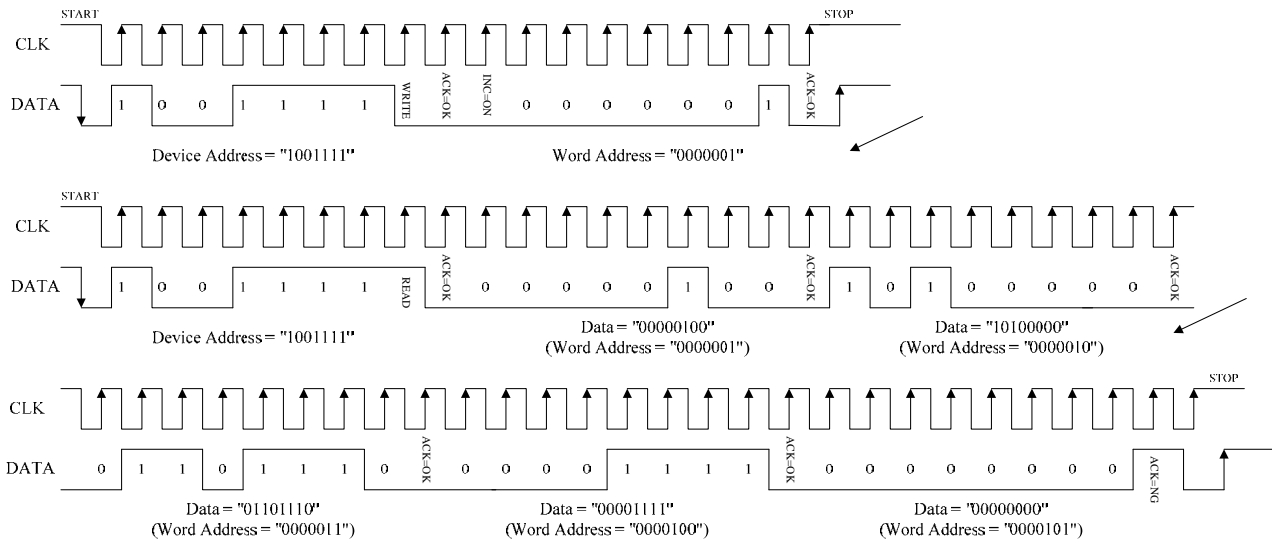 START STOP
CLK
DATA 1 0 0 1 1 1 1 WRITE ACK=OK INC=ON 0 0 0 0 0 0 1 ACK=OK
Device Address = "1001111" Word Address = "0000001"
START
CLK
DATA 1 0 0 1 1 1 1 READ ACK=OK 0 0 0 0 0 1 0 0 ACK=OK 1 0 1 0 0 0 0 0 ACK=OK
Device Address = "1001111" Data = "00000100" Data = "10100000"
(Word Address = "0000001") (Word Address = "0000010")
STOP
CLK
DATA 0 1 1 0 1 1 1 0 ACK=OK 0 0 0 0 1 1 1 1 ACK=OK 0 0 0 0 0 0 0 0 ACK=NG
Data = "01101110" Data = "00001111" Data = "00000000"
(Word Address = "0000011") (Word Address = "0000100") (Word Address = "0000101")